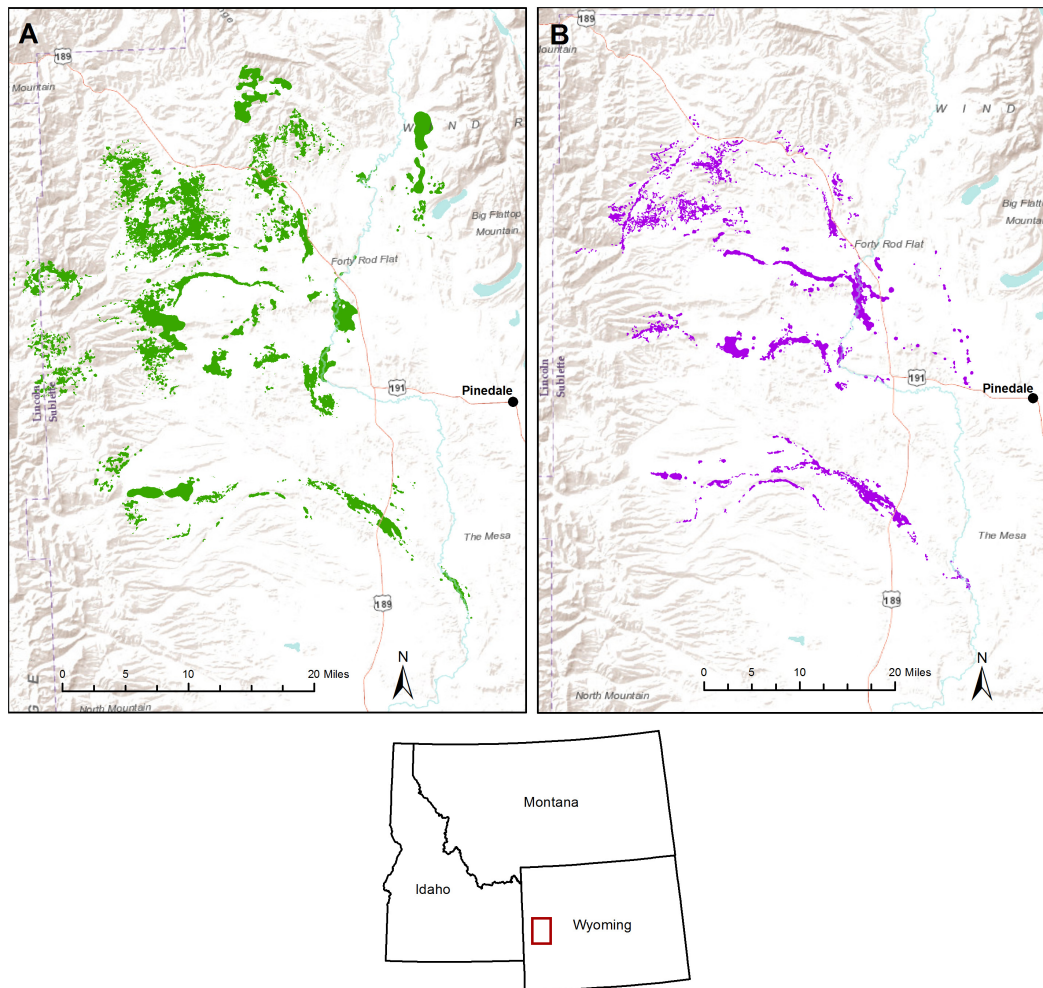 A
189
Mountain
W I N D R
Big Flattop
Mountain
Forty Rod Flat
Lincoln
Sublette
191
Pinedale
The Mesa
189
N
0 5 10 20 Miles
North Mountain
B
189
Mountain
W I N D
Big Flattop
Mountain
Forty Rod Flat
Lincoln
Sublette
191
Pinedale
The Mesa
189
N
0 5 10 20 Miles
North Mountain
Montana
Idaho
Wyoming